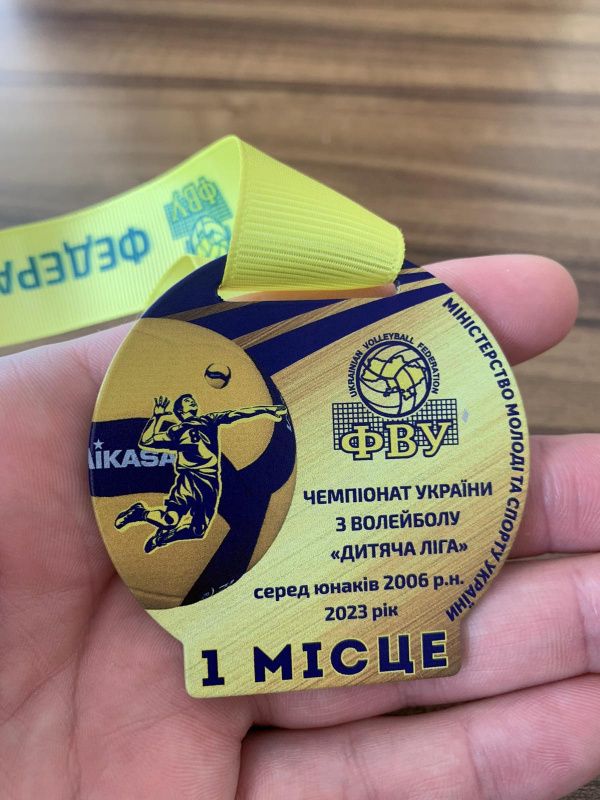 ФЕДЕРА
ФВУ
UKRAINIAN VOLLEYBALL FEDERATION
ФВУ
МІНІСТЕРСТВО МОЛОДІ ТА СПОРТУ УКРАЇНИ
AIKASA
8
ЧЕМПІОНАТ УКРАЇНИ
З ВОЛЕЙБОЛУ
«ДИТЯЧА ЛІГА»
серед юнаків 2006 р.н.
2023 рік
1 МІСЦЕ